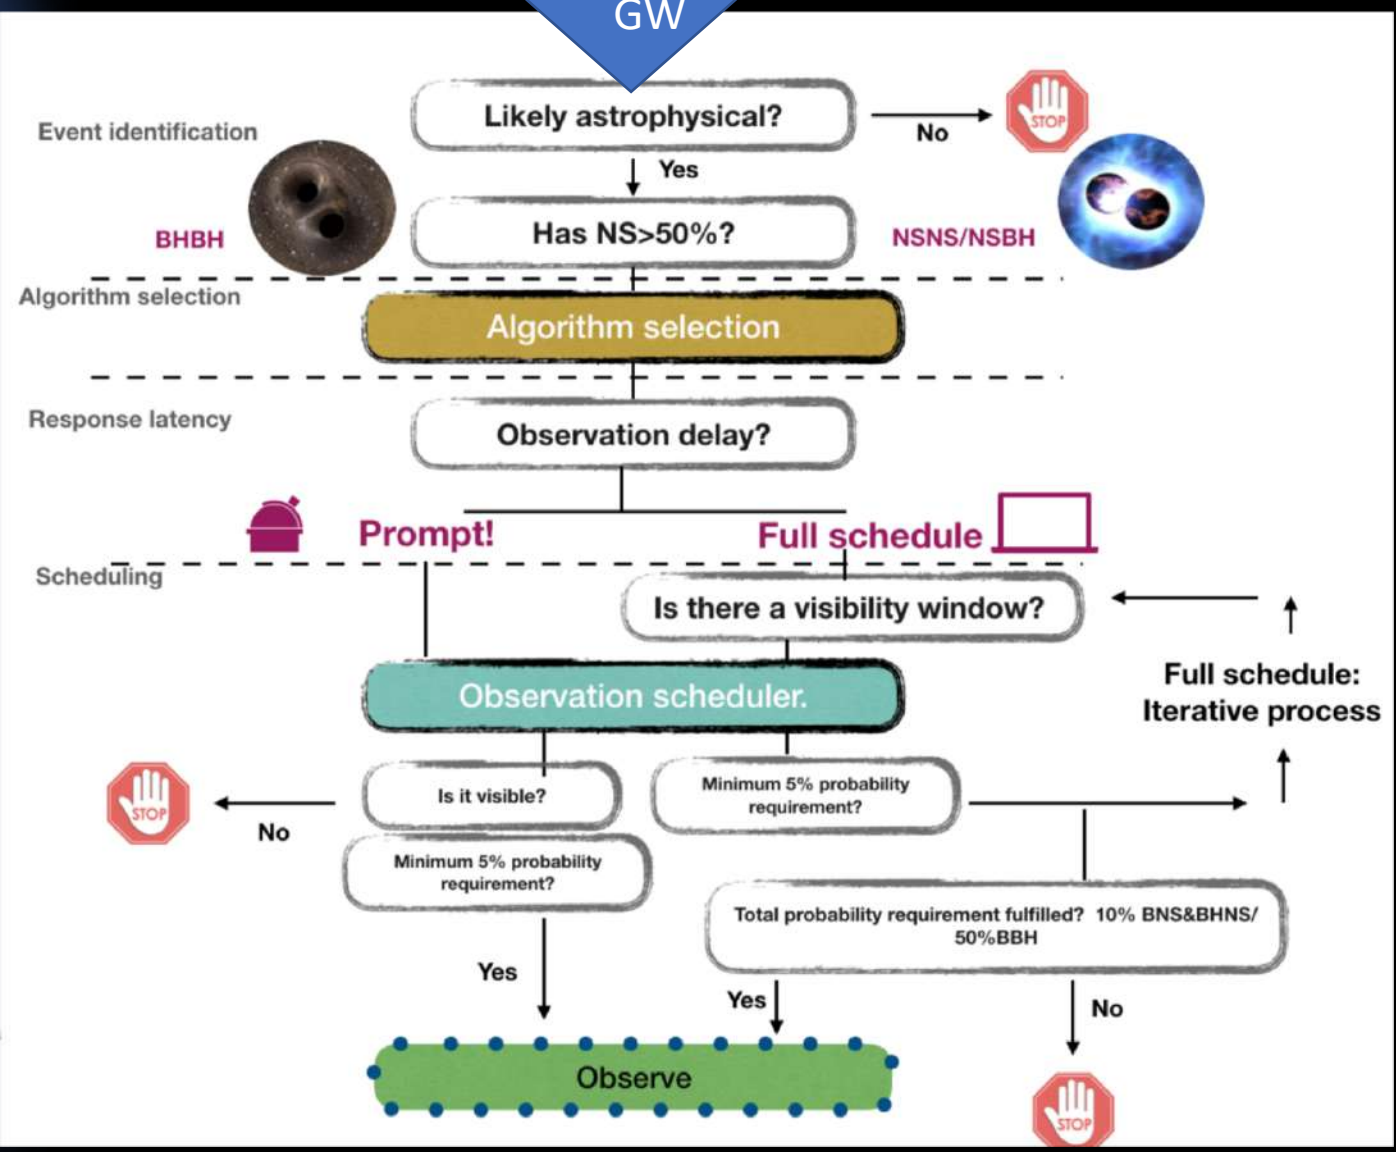 GW
Likely astrophysical?
Event identification
No
STOP
Yes
BHBH
Has NS>50%?
NSNS/NSBH
Algorithm selection
Algorithm selection
Response latency
Observation delay?
Prompt!
Full schedule
Scheduling
Is there a visibility window?
Full schedule:
Iterative process
Observation scheduler.
Is it visible?
Minimum 5% probability
requirement?
STOP
No
Minimum 5% probability
requirement?
Total probability requirement fulfilled? 10% BNS&BHNS/
50%BBH
Yes
Yes
No
Observe
STOP